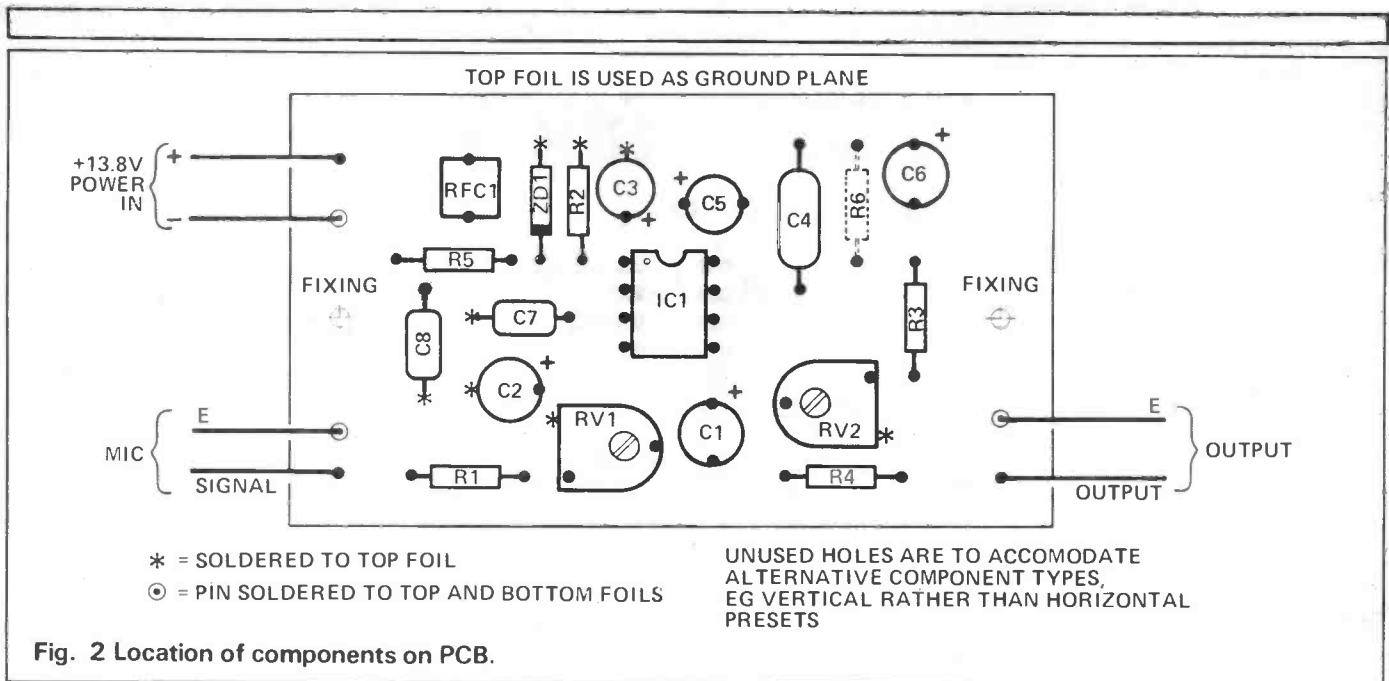 TOP FOIL IS USED AS GROUND PLANE
+13.8V
POWER
IN
+
−
RFC1
ZD1
R2
C3
+
+
C5
C4
R6
+
C6
R5
FIXING
IC1
FIXING
C8
C7
R3
C2
+
MIC
E
SIGNAL
R1
RV1
C1
+
RV2
R4
E
OUTPUT
OUTPUT
* = SOLDERED TO TOP FOIL
⊙ = PIN SOLDERED TO TOP AND BOTTOM FOILS
UNUSED HOLES ARE TO ACCOMODATE
ALTERNATIVE COMPONENT TYPES,
EG VERTICAL RATHER THAN HORIZONTAL
PRESETS
Fig. 2 Location of components on PCB.